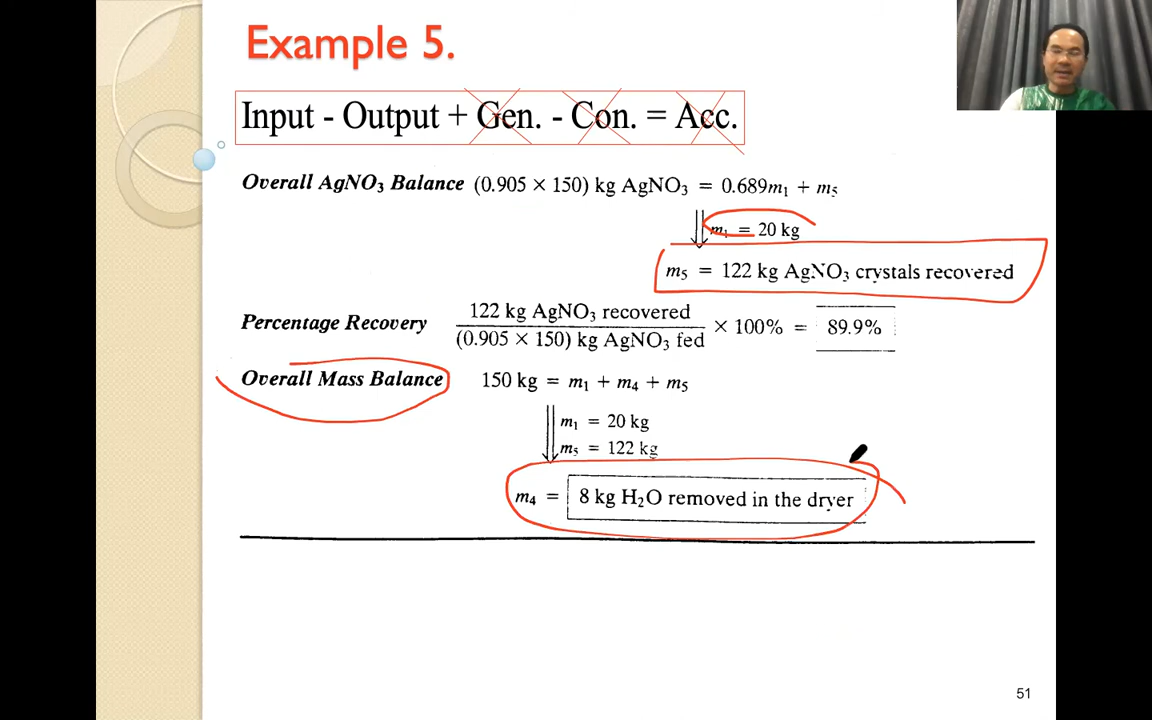 Example 5.
Input - Output + Gen. - Con. = Acc.
Overall AgNO₃ Balance (0.905 × 150) kg AgNO₃ = 0.689m₁ + m₅
m₁ = 20 kg
m₅ = 122 kg AgNO₃ crystals recovered
Percentage Recovery
122 kg AgNO₃ recovered
(0.905 × 150) kg AgNO₃ fed
× 100% = 89.9%
Overall Mass Balance 150 kg = m₁ + m₄ + m₅
m₁ = 20 kg
m₅ = 122 kg
m₄ = 8 kg H₂O removed in the dryer
51